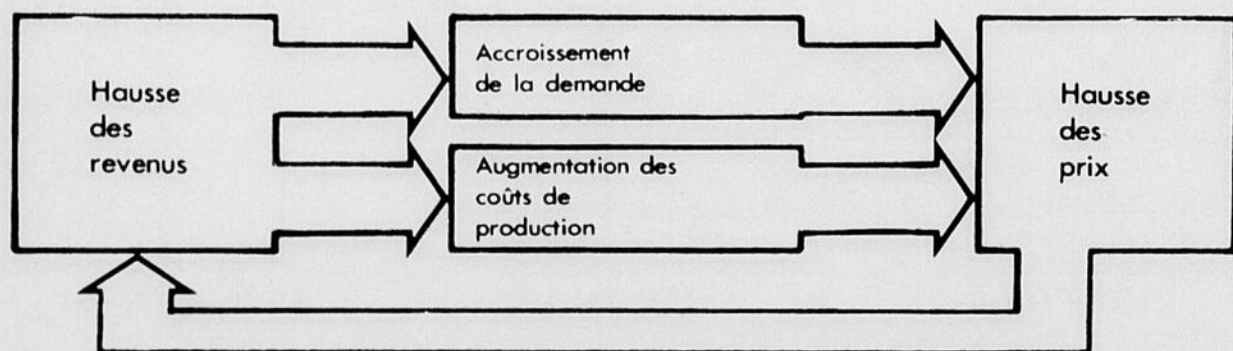 Hausse
des
revenus
Accroissement
de la demande
Augmentation des
coûts de
production
Hausse
des
prix